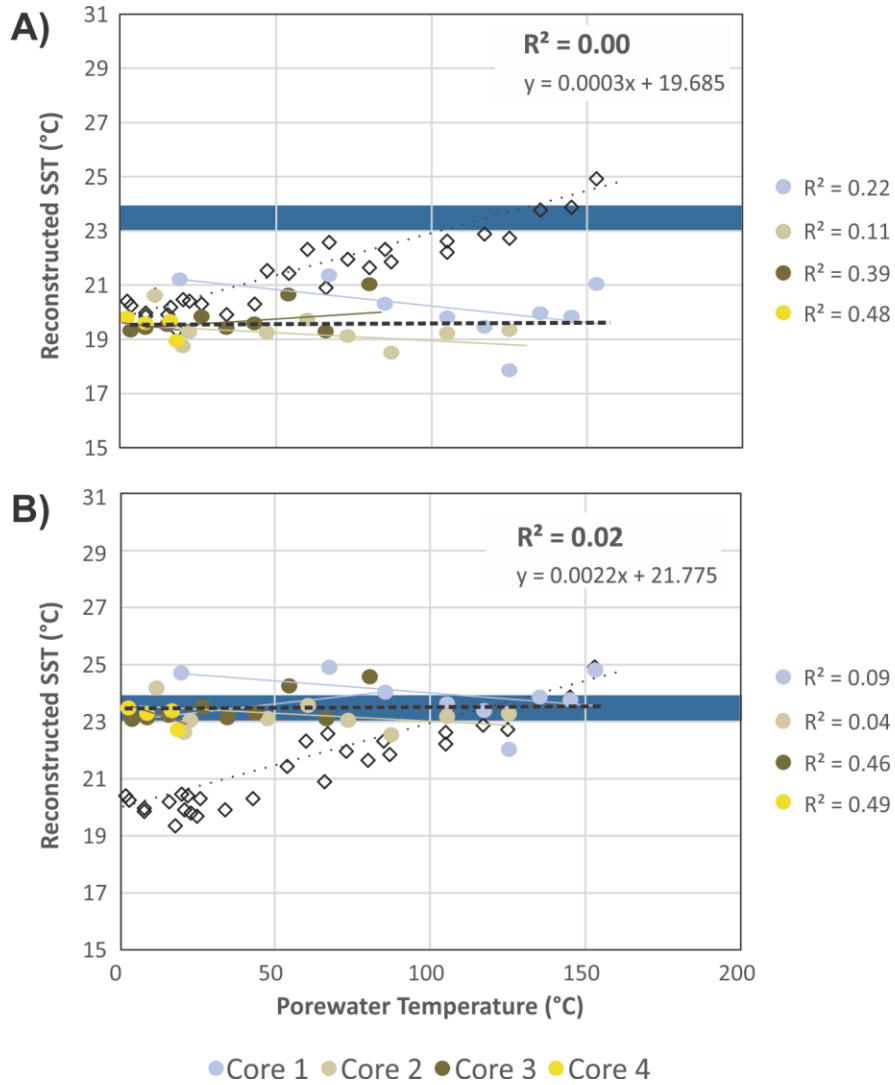 A)
Reconstructed SST (°C)
31
29
27
25
23
21
19
17
15
R² = 0.00
y = 0.0003x + 19.685
R² = 0.22
R² = 0.11
R² = 0.39
R² = 0.48
B)
Reconstructed SST (°C)
31
29
27
25
23
21
19
17
15
R² = 0.02
y = 0.0022x + 21.775
R² = 0.09
R² = 0.04
R² = 0.46
R² = 0.49
0 50 100 150 200
Porewater Temperature (°C)
Core 1 Core 2 Core 3 Core 4